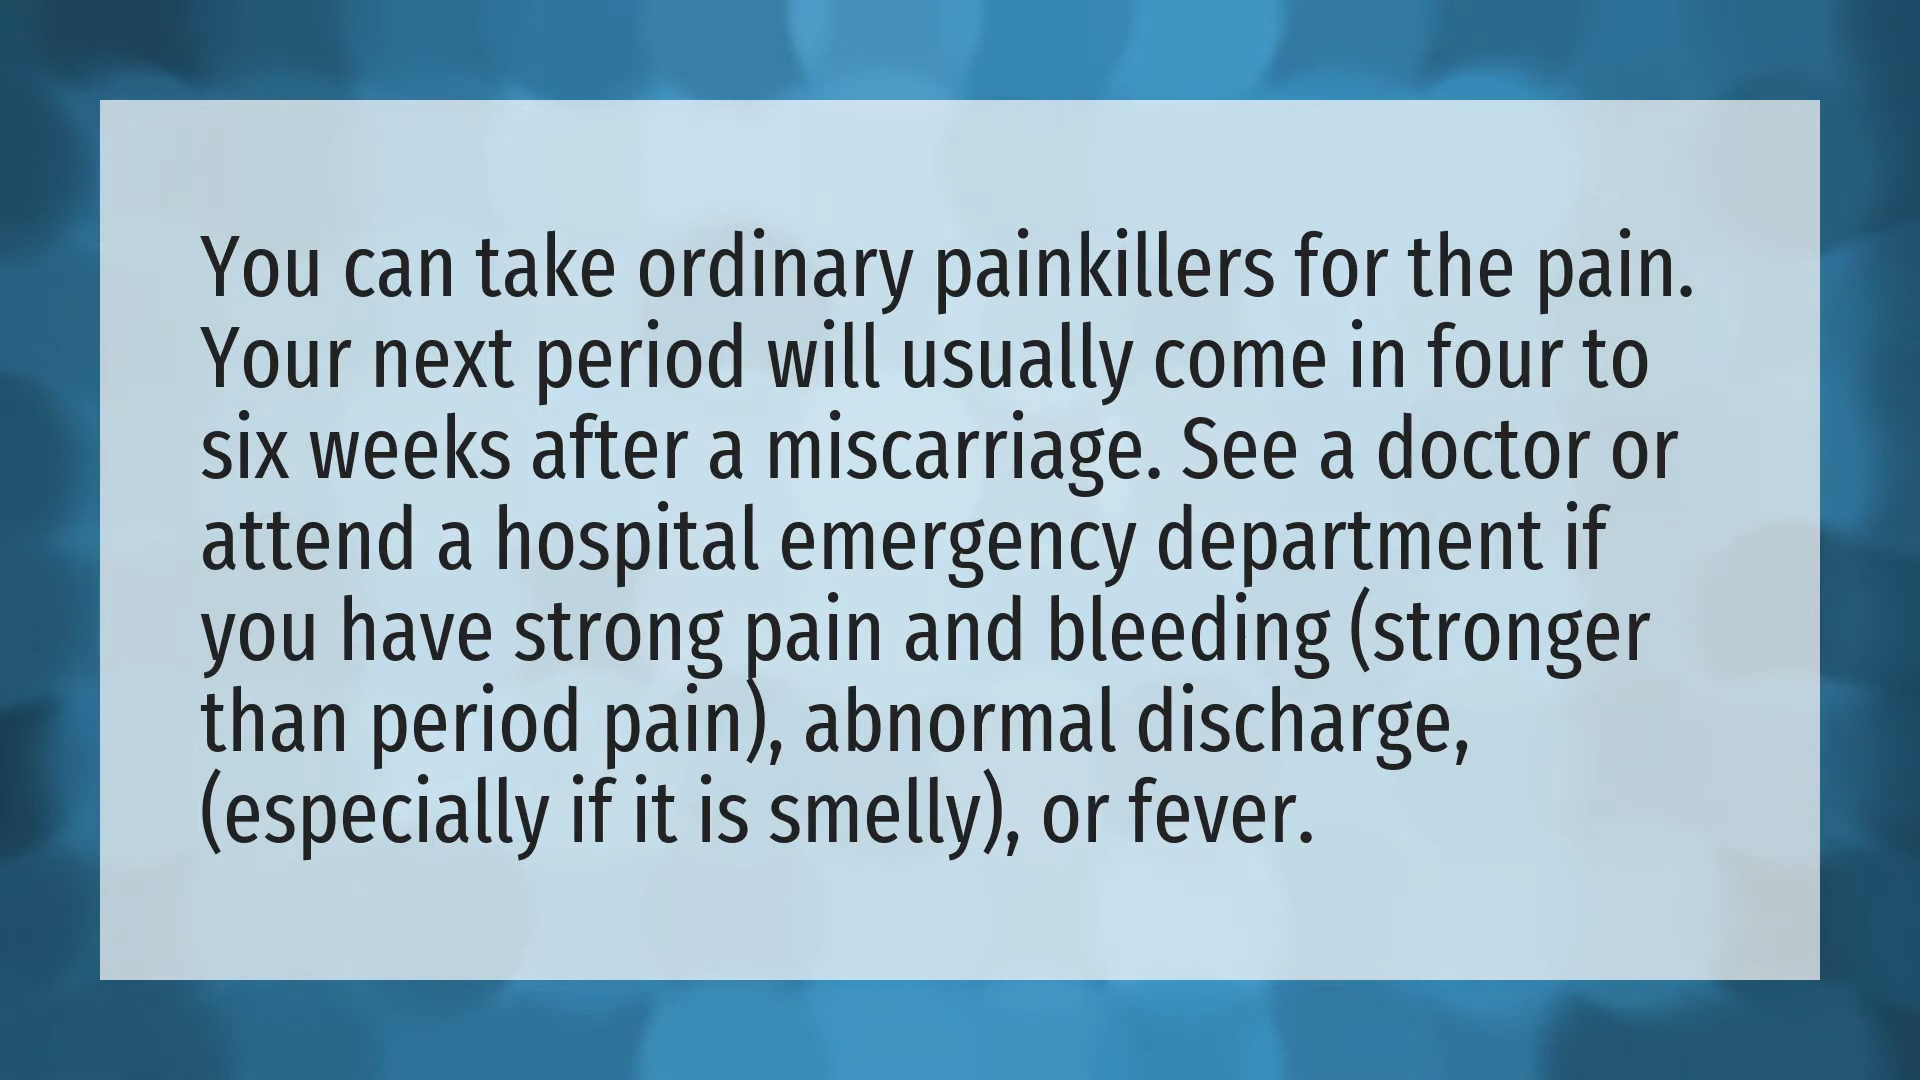 You can take ordinary painkillers for the pain.
Your next period will usually come in four to
six weeks after a miscarriage. See a doctor or
attend a hospital emergency department if
you have strong pain and bleeding (stronger
than period pain), abnormal discharge,
(especially if it is smelly), or fever.